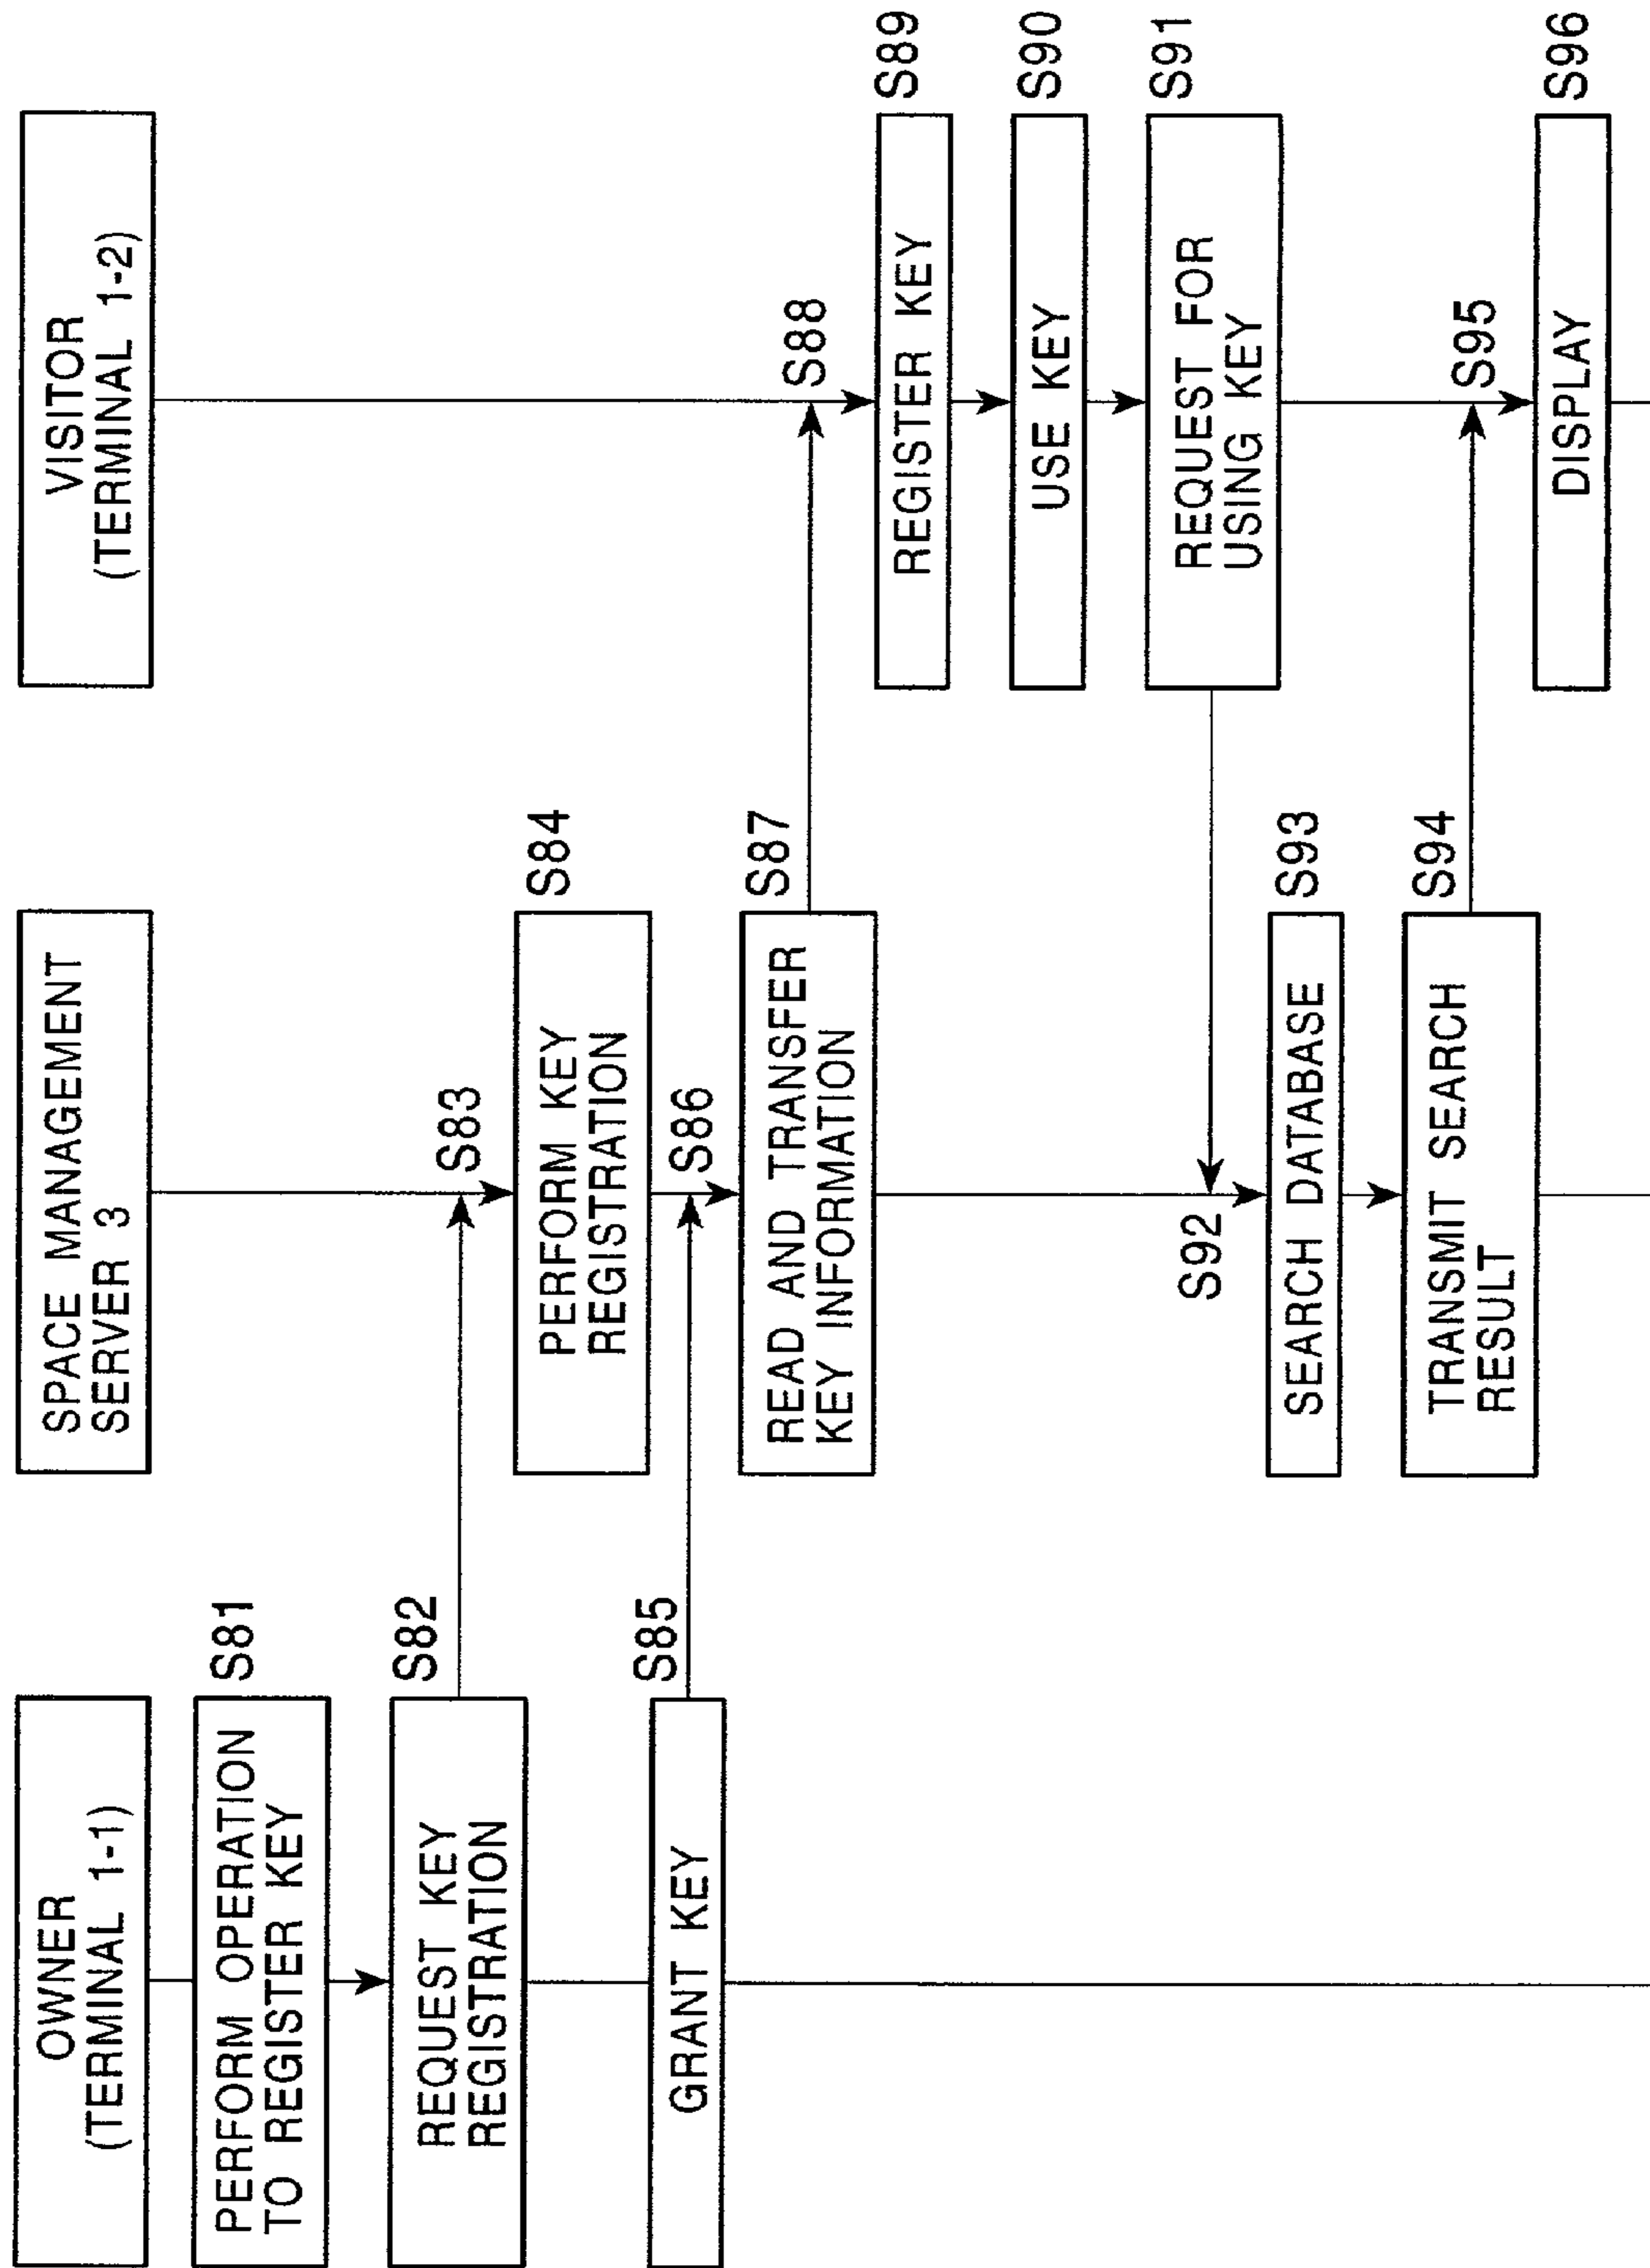 OWNER
(TERMINAL 1-1)
SPACE MANAGEMENT
SERVER 3
VISITOR
(TERMINAL 1-2)
PERFORM OPERATION
TO REGISTER KEY
S81
REQUEST KEY
REGISTRATION
S82
S83
PERFORM KEY
REGISTRATION
S84
GRANT KEY
S85
S86
READ AND TRANSFER
KEY INFORMATION
S87
S88
REGISTER KEY
S89
USE KEY
S90
REQUEST FOR
USING KEY
S91
S92
SEARCH DATABASE
S93
TRANSMIT SEARCH
RESULT
S94
S95
DISPLAY
S96